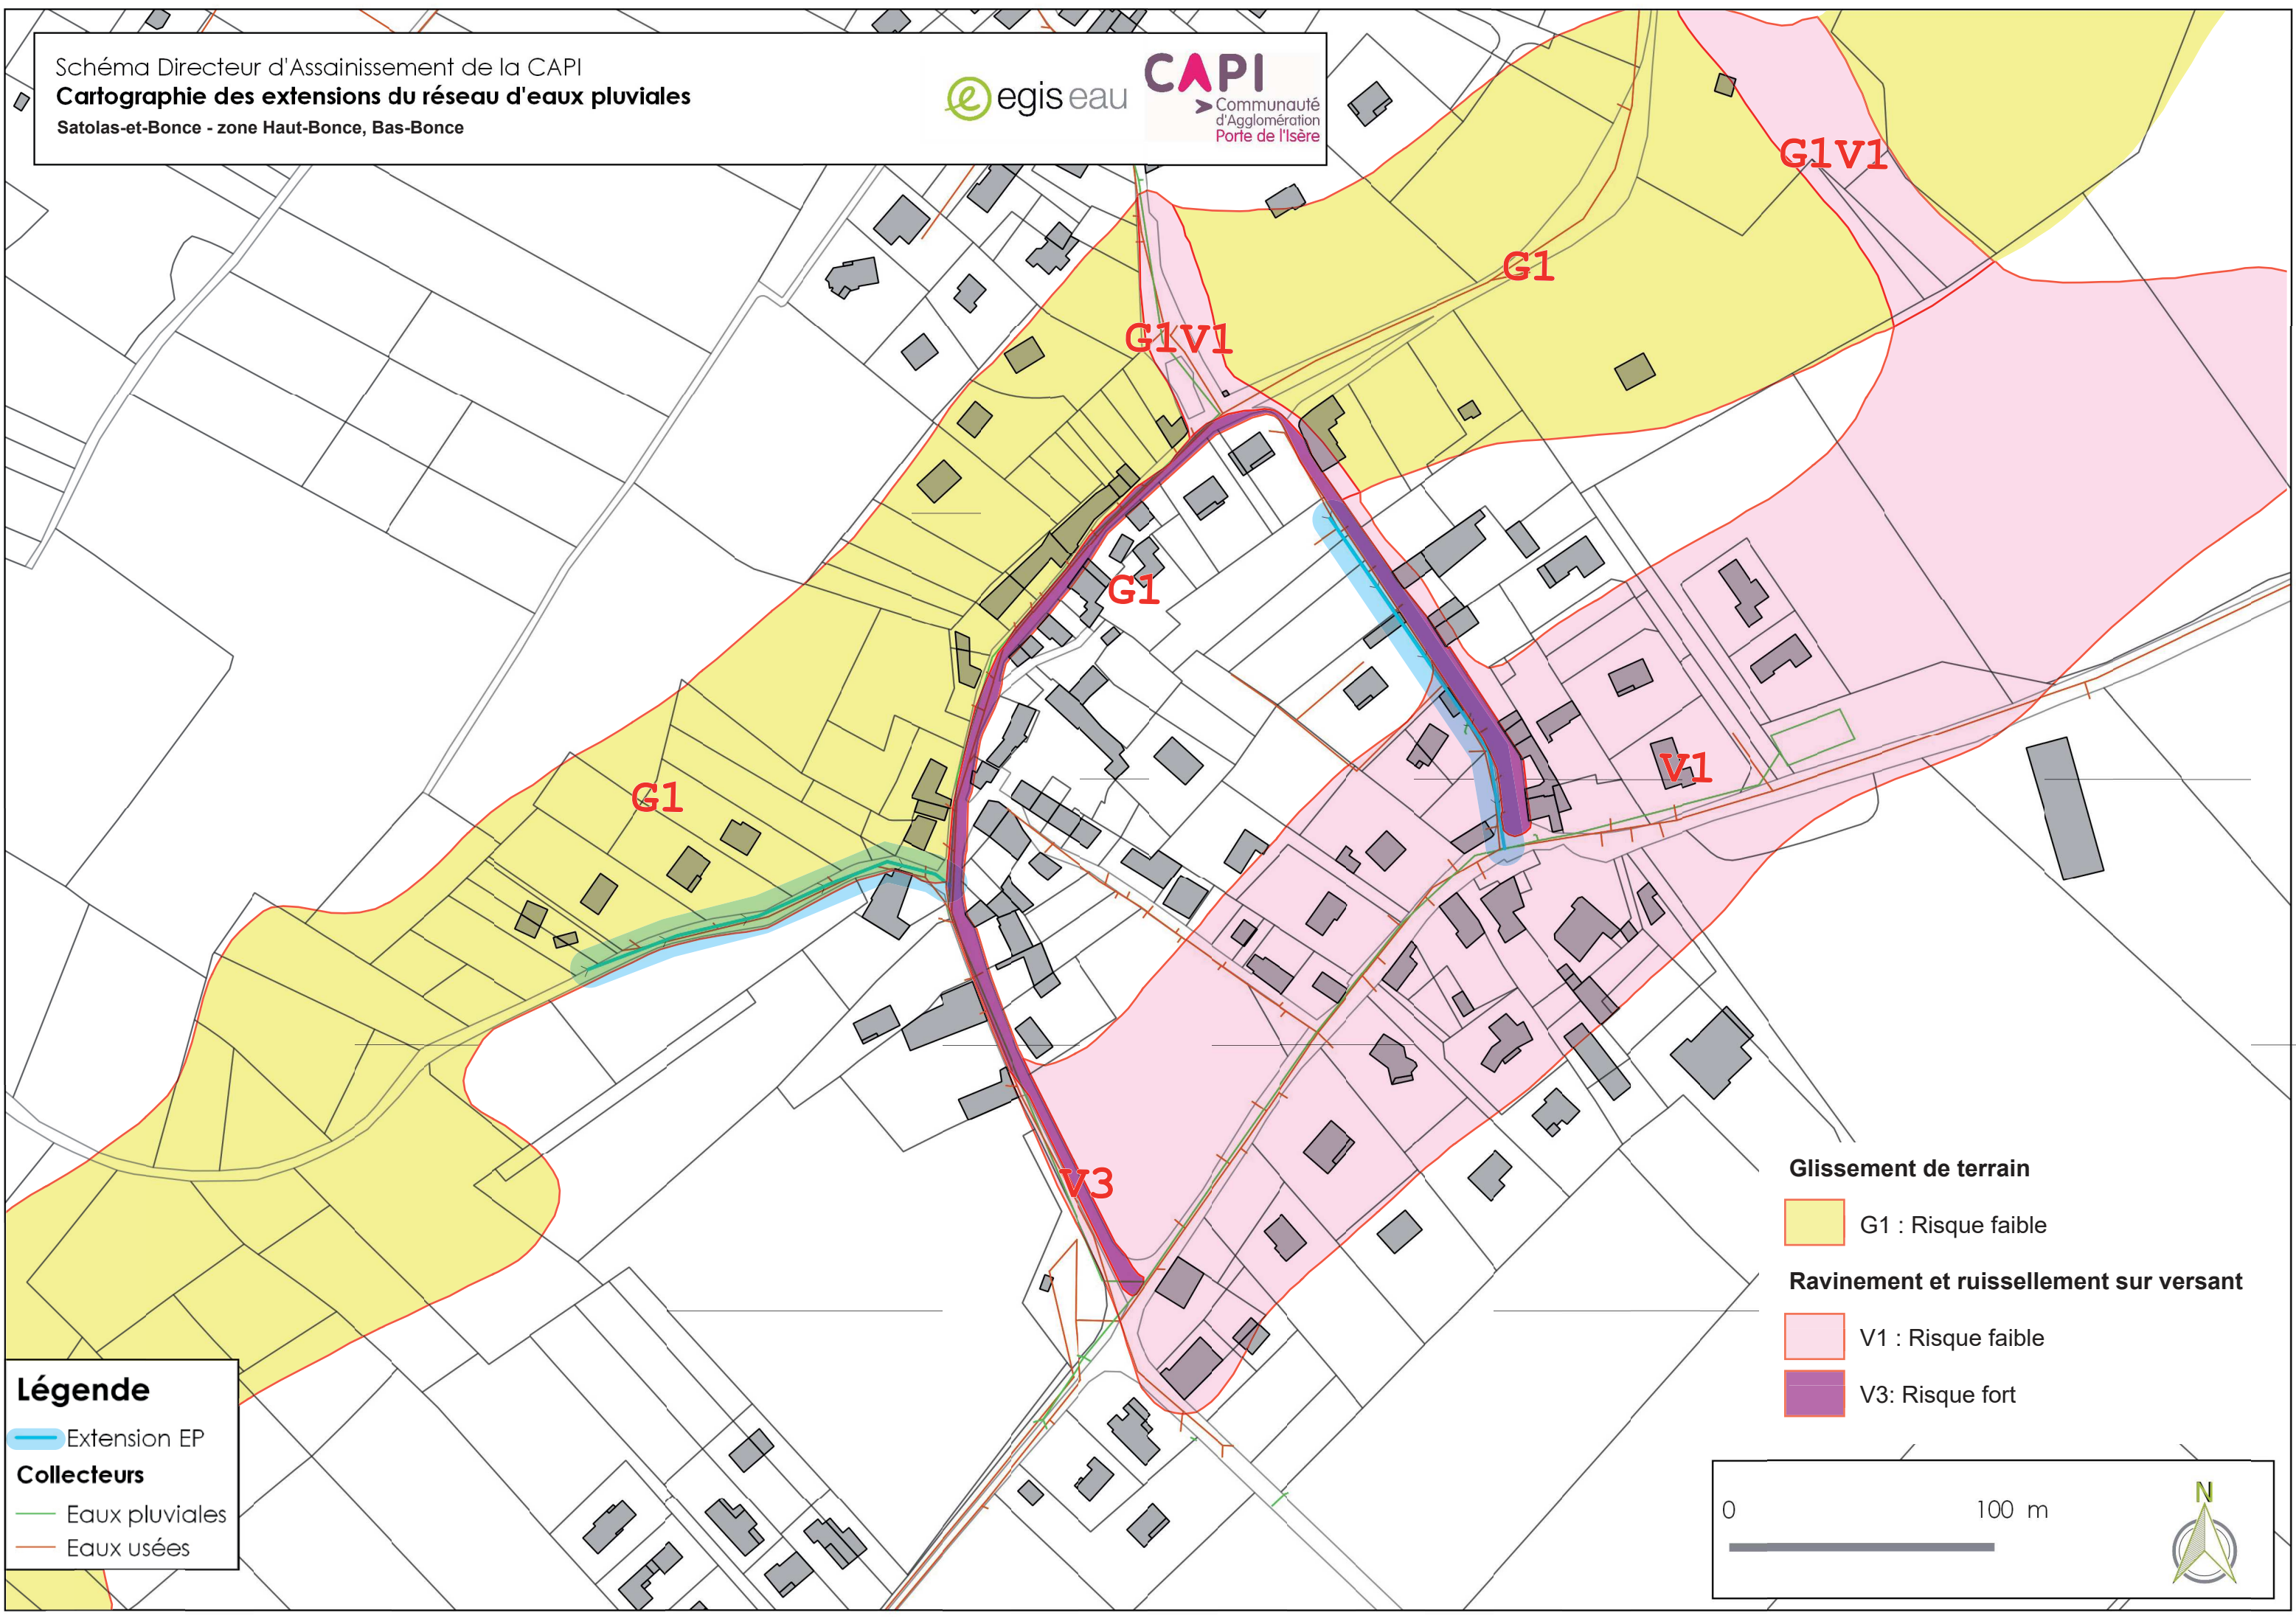 Schéma Directeur d'Assainissement de la CAPI
Cartographie des extensions du réseau d'eaux pluviales
Satolas-et-Bonce - zone Haut-Bonce, Bas-Bonce
egis eau
CAPI
Communauté
d'Agglomération
Porte de l'Isère
G1V1
G1
G1V1
G1
G1
V1
V3
Glissement de terrain
G1 : Risque faible
Ravinement et ruissellement sur versant
V1 : Risque faible
V3: Risque fort
Légende
Extension EP
Collecteurs
Eaux pluviales
Eaux usées
0 100 m
N